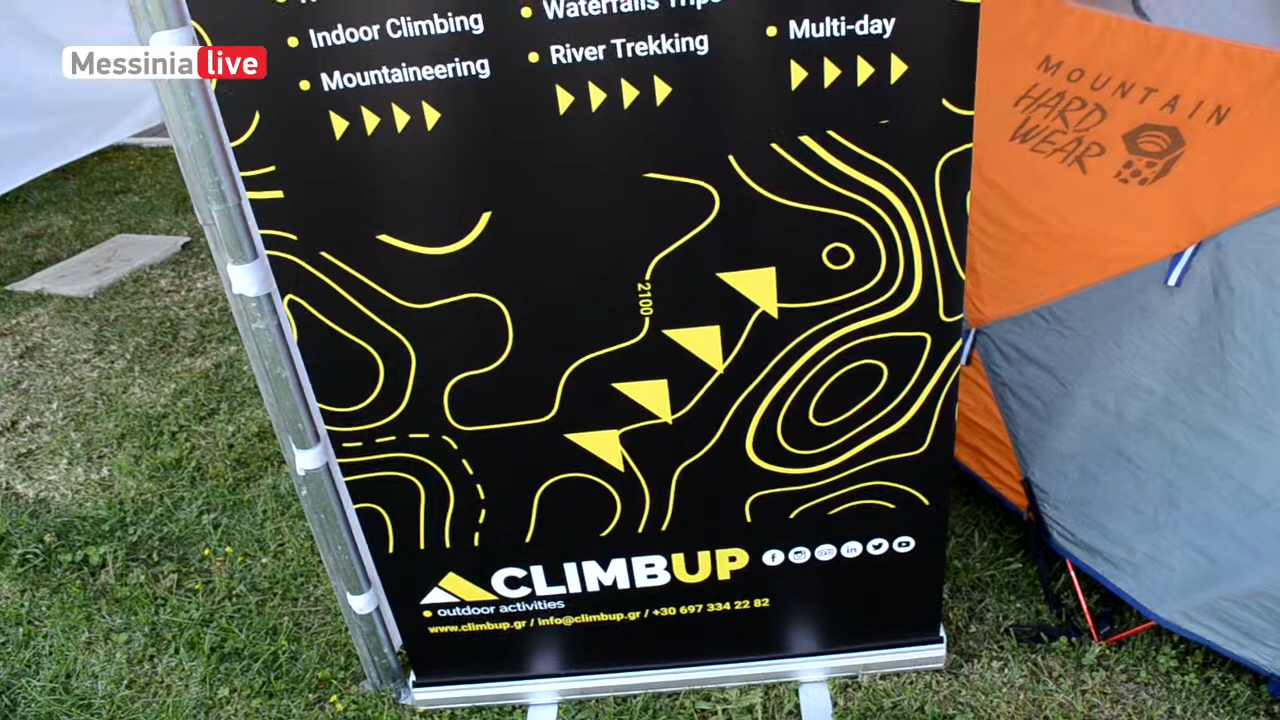 Messinia live
Indoor Climbing
Mountaineering
Waterfalls Trips
River Trekking
Multi-day
MOUNTAIN
HARD
WEAR
2100
CLIMBUP
outdoor activities
www.climbup.gr / info@climbup.gr / +30 697 334 22 82